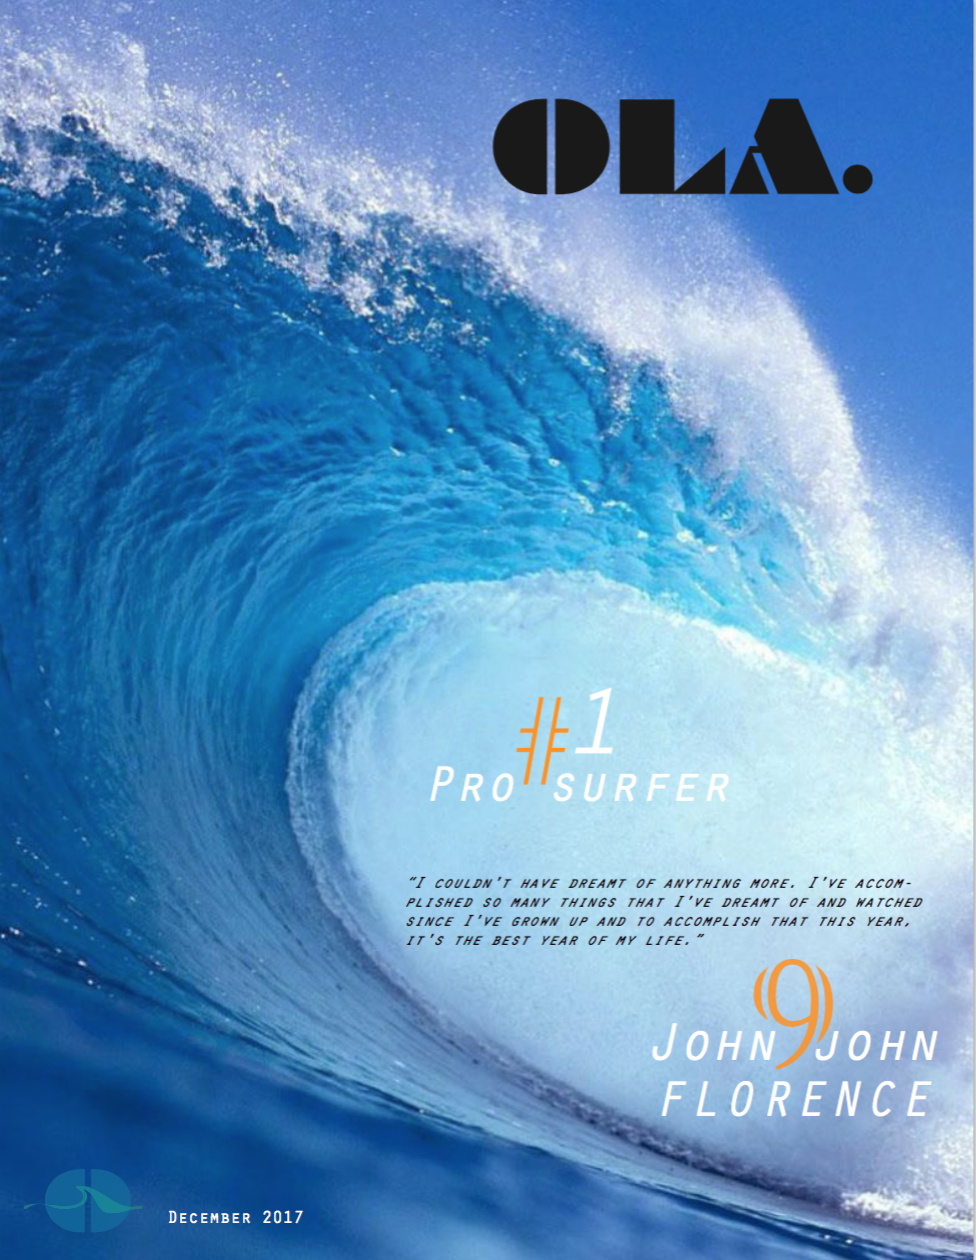 OLA.
#1
Pro surfer
"I couldn't have dreamt of anything more. I've accom-
plished so many things that I've dreamt of and watched
since I've grown up and to accomplish that this year,
it's the best year of my life."
(9)
John John
FLORENCE
December 2017